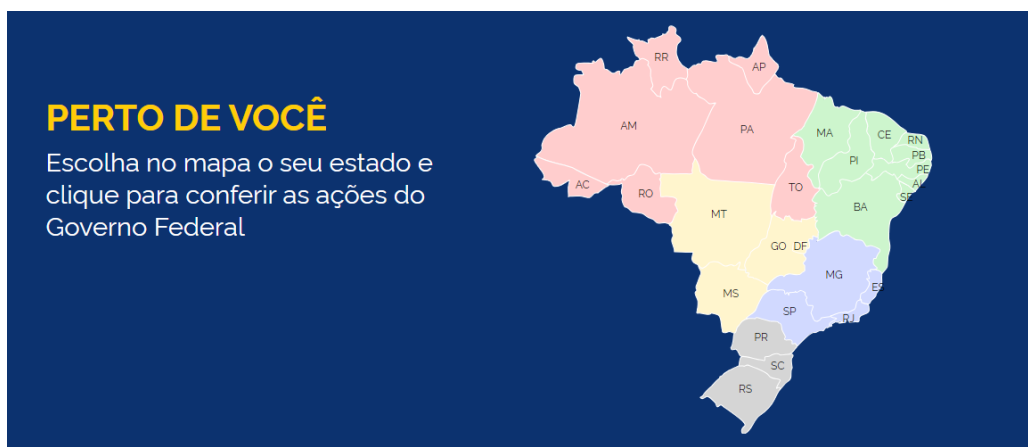 PERTO DE VOCÊ
Escolha no mapa o seu estado e
clique para conferir as ações do
Governo Federal
RR
AP
AM
PA
MA
CE
RN
PI
PB
PE
AC
RO
TO
AL
SE
BA
MT
GO DF
MG
MS
ES
SP
RJ
PR
SC
RS